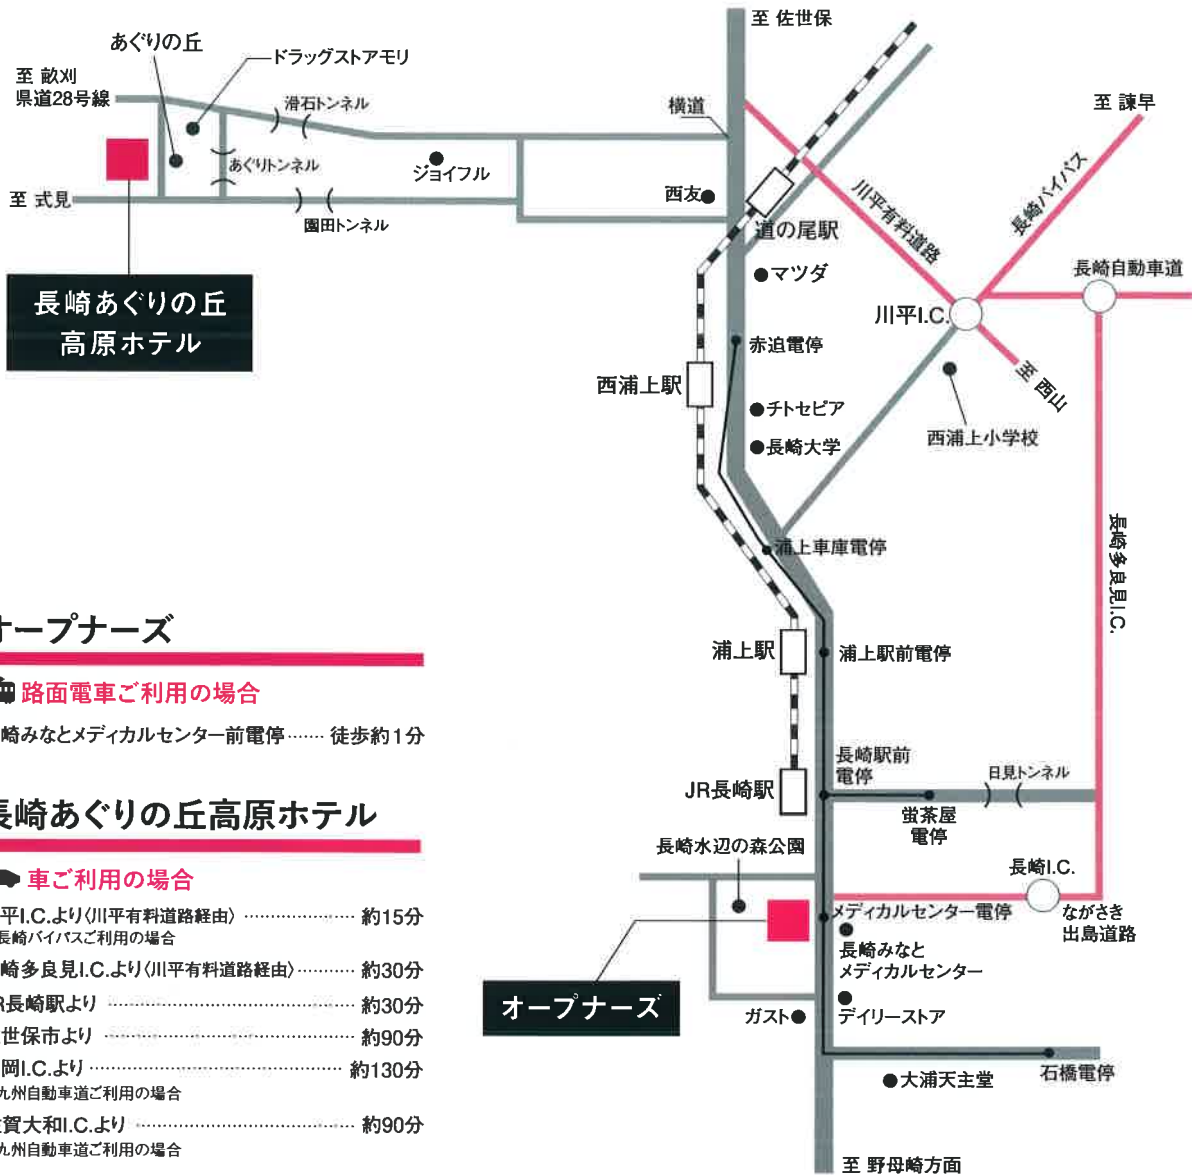 至 佐世保
あぐりの丘
ドラッグストアモリ
至 畝刈
県道28号線
滑石トンネル
横道
至 諫早
あぐりトンネル
ジョイフル
西友
至 式見
園田トンネル
道の尾駅
川平有料道路
長崎バイパス
長崎自動車道
マツダ
川平I.C.
長崎あぐりの丘
高原ホテル
赤迫電停
西浦上駅
至 西山
チトセピア
長崎大学
西浦上小学校
浦上車庫電停
長崎多良見I.C.
浦上駅
浦上駅前電停
長崎駅前
電停
日見トンネル
JR長崎駅
蛍茶屋
電停
長崎水辺の森公園
長崎I.C.
メディカルセンター電停
ながさき
出島道路
長崎みなと
メディカルセンター
オープナーズ
ガスト
デイリーストア
大浦天主堂
石橋電停
至 野母崎方面
オープナーズ
路面電車ご利用の場合
崎みなとメディカルセンター前電停……徒歩約1分
長崎あぐりの丘高原ホテル
車ご利用の場合
平I.C.より〈川平有料道路経由〉……約15分
長崎バイパスご利用の場合
崎多良見I.C.より〈川平有料道路経由〉……約30分
R長崎駅より……約30分
世保市より……約90分
岡I.C.より……約130分
九州自動車道ご利用の場合
賀大和I.C.より……約90分
九州自動車道ご利用の場合